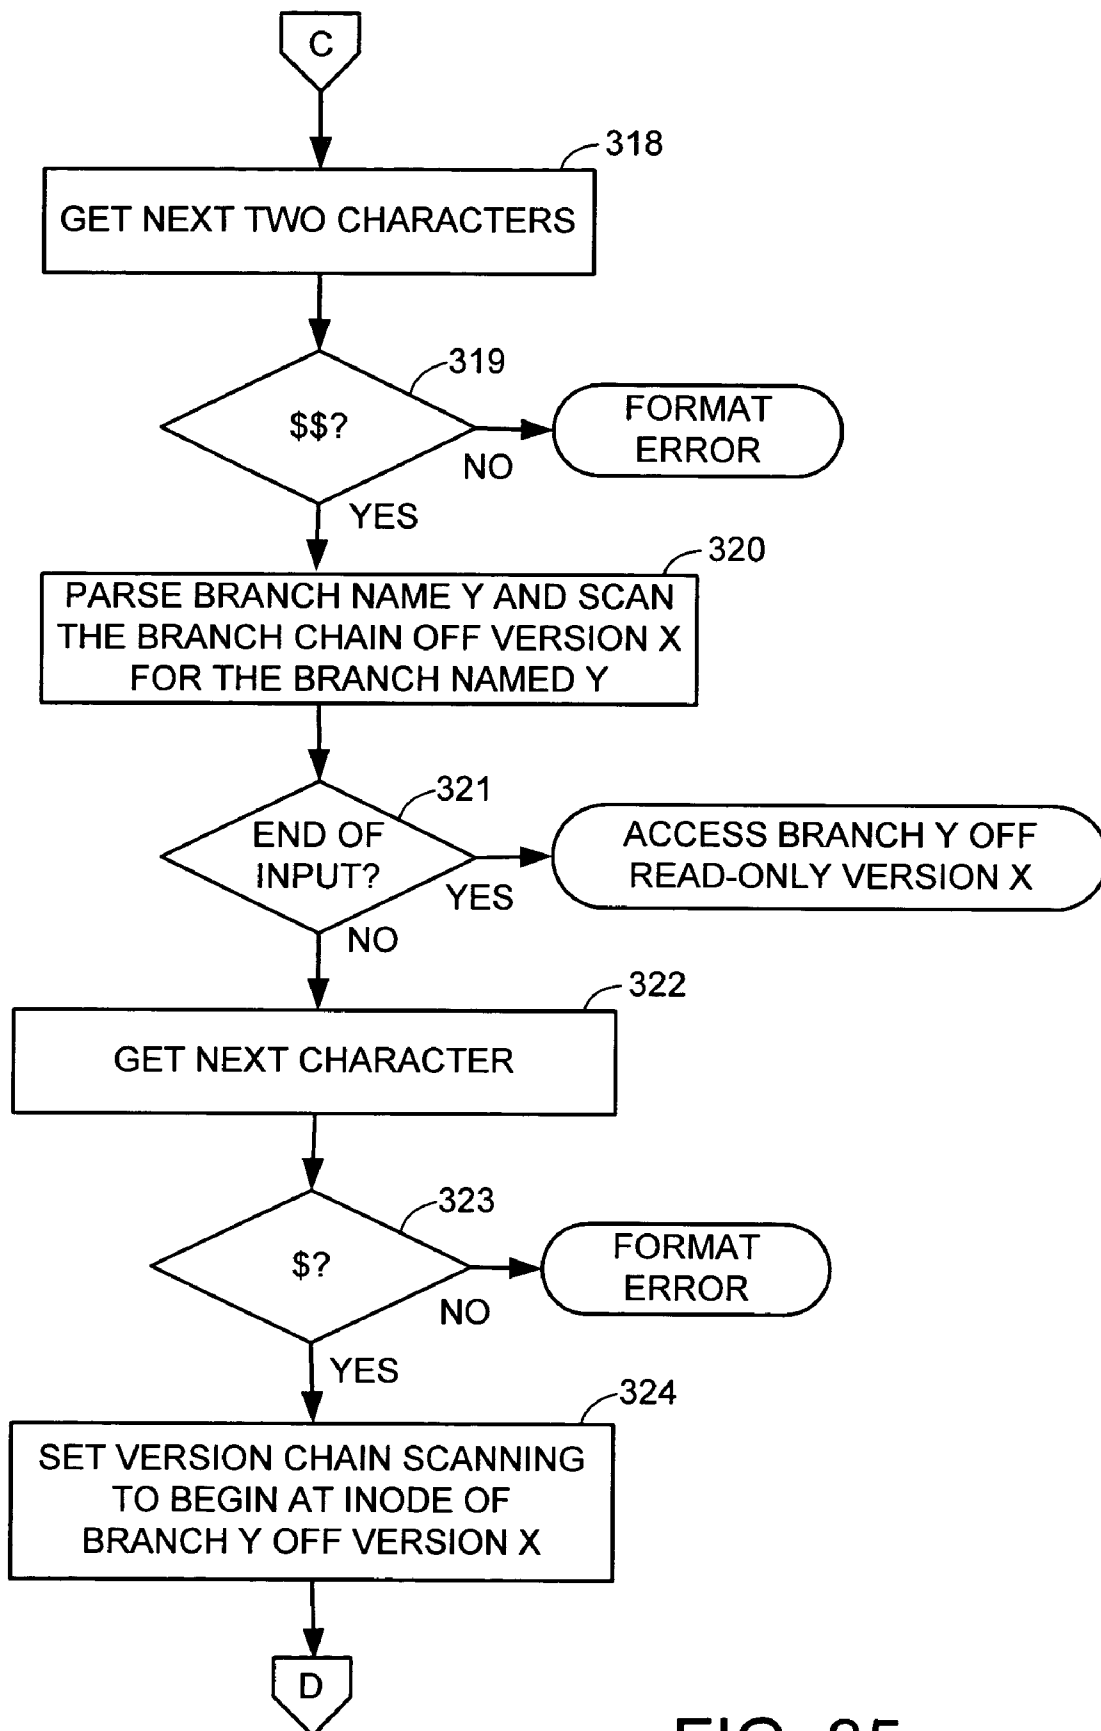 C
318
GET NEXT TWO CHARACTERS
319
$$?
FORMAT
ERROR
NO
YES
320
PARSE BRANCH NAME Y AND SCAN
THE BRANCH CHAIN OFF VERSION X
FOR THE BRANCH NAMED Y
321
END OF
INPUT?
ACCESS BRANCH Y OFF
READ-ONLY VERSION X
YES
NO
322
GET NEXT CHARACTER
323
$?
FORMAT
ERROR
NO
YES
324
SET VERSION CHAIN SCANNING
TO BEGIN AT INODE OF
BRANCH Y OFF VERSION X
D